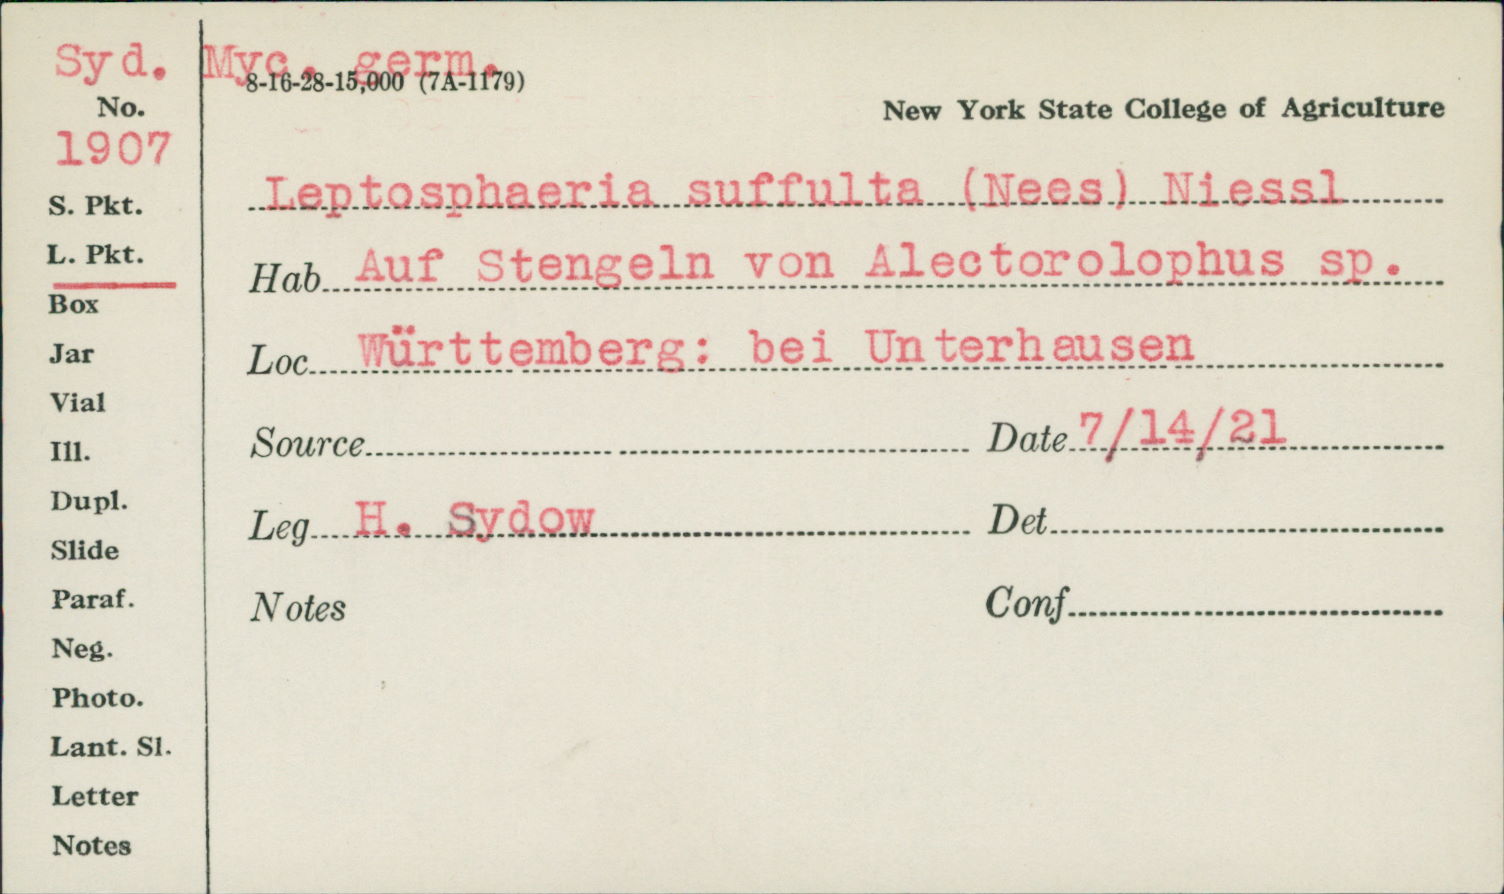 Syd. Myc. germ.
8-16-28-15,000 (7A-1179)
No.
New York State College of Agriculture
1907
Leptosphaeria suffulta (Nees) Niessl
S. Pkt.
L. Pkt.
Hab. Auf Stengeln von Alectorolophus sp.
Box
Loc. Württemberg: bei Unterhausen
Jar
Vial
Source Date 7/14/21
Ill.
Dupl.
Leg. H. Sydow Det.
Slide
Paraf.
Notes Conf.
Neg.
Photo.
Lant. Sl.
Letter
Notes